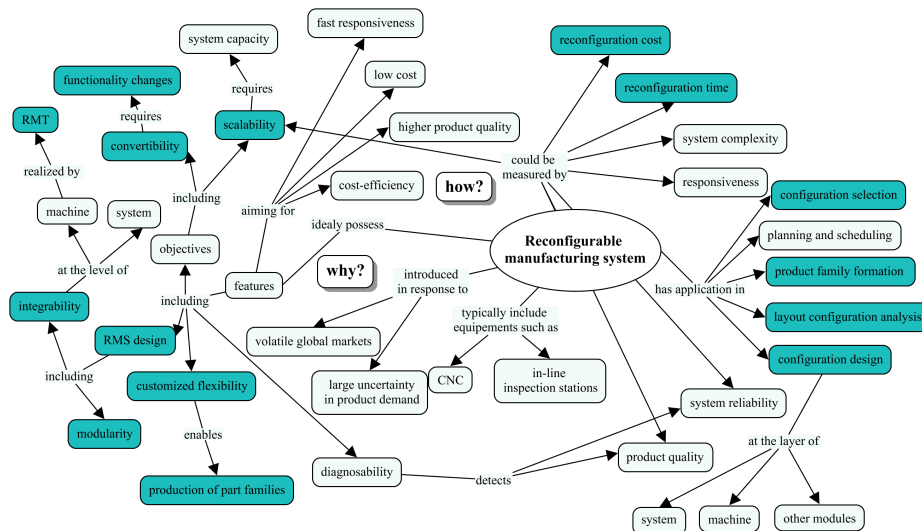 fast responsiveness
system capacity
reconfiguration cost
functionality changes
low cost
reconfiguration time
requires
RMT
requires
scalability
higher product quality
system complexity
convertibility
could be
measured by
realized by
how?
cost-efficiency
responsiveness
configuration selection
including
aiming for
machine
system
idealy possess
Reconfigurable
manufacturing system
planning and scheduling
objectives
at the level of
why?
introduced
in response to
has application in
product family formation
features
integrability
including
typically include
equipements such as
layout configuration analysis
RMS design
volatile global markets
configuration design
including
customized flexibility
large uncertainty
in product demand
CNC
in-line
inspection stations
system reliability
modularity
enables
at the layer of
product quality
diagnosability
detects
production of part families
system
machine
other modules